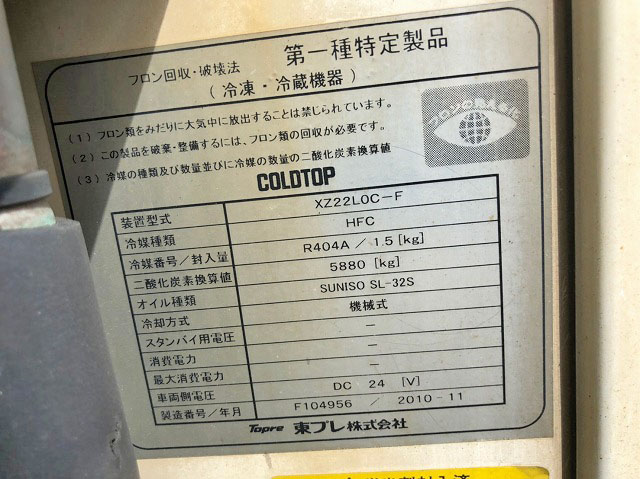 フロン回収・破壊法 第一種特定製品
(冷凍・冷蔵機器)
(1) フロン類をみだりに大気中に放出することは禁じられています。
(2) この製品を破棄・整備するには、フロン類の回収が必要です。
(3) 冷媒の種類及び数量並びに冷媒の数量の二酸化炭素換算値
フロンの見える化
COLDTOP
装置型式 XZ22LOC-F
冷媒種類 HFC
冷媒番号/封入量 R404A / 1.5 [kg]
二酸化炭素換算値 5880 [kg]
オイル種類 SUNISO SL-32S
冷却方式 機械式
スタンバイ用電圧 —
消費電力 —
最大消費電力 —
車両側電圧 DC 24 [V]
製造番号/年月 F104956 / 2010-11
Topre 東プレ株式会社